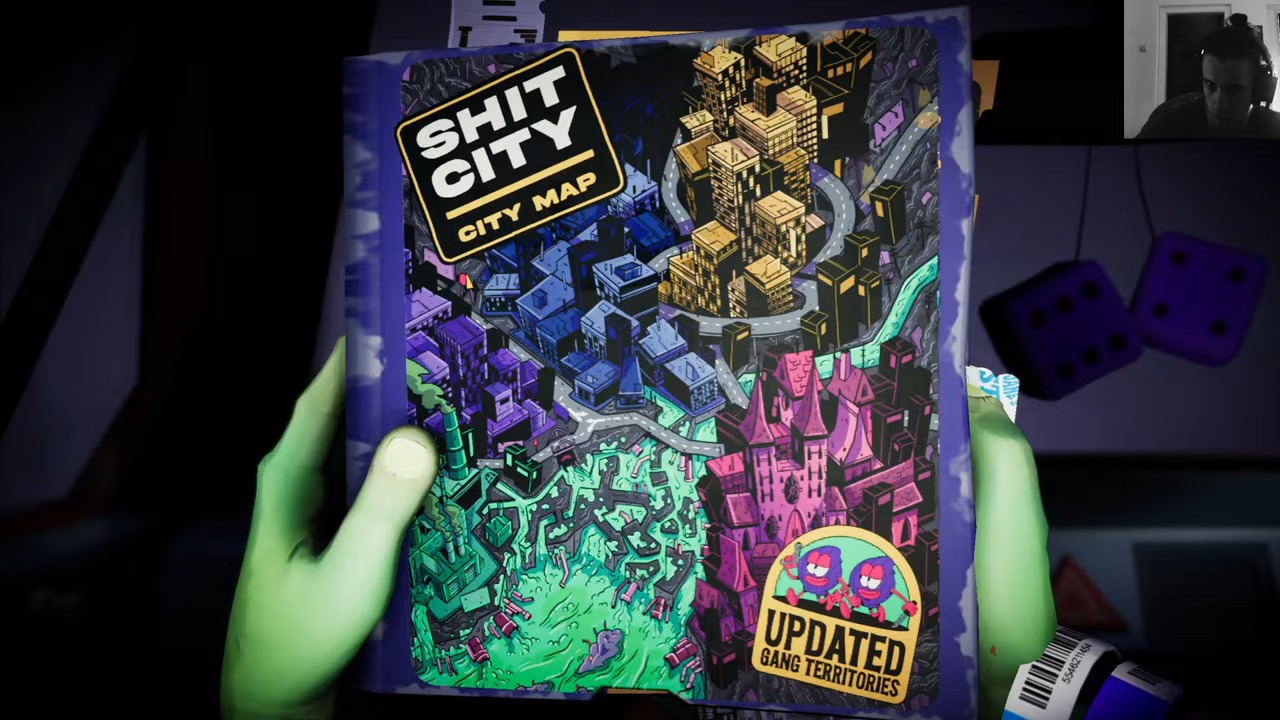 SHIT
CITY
CITY MAP
UPDATED
GANG TERRITORIES